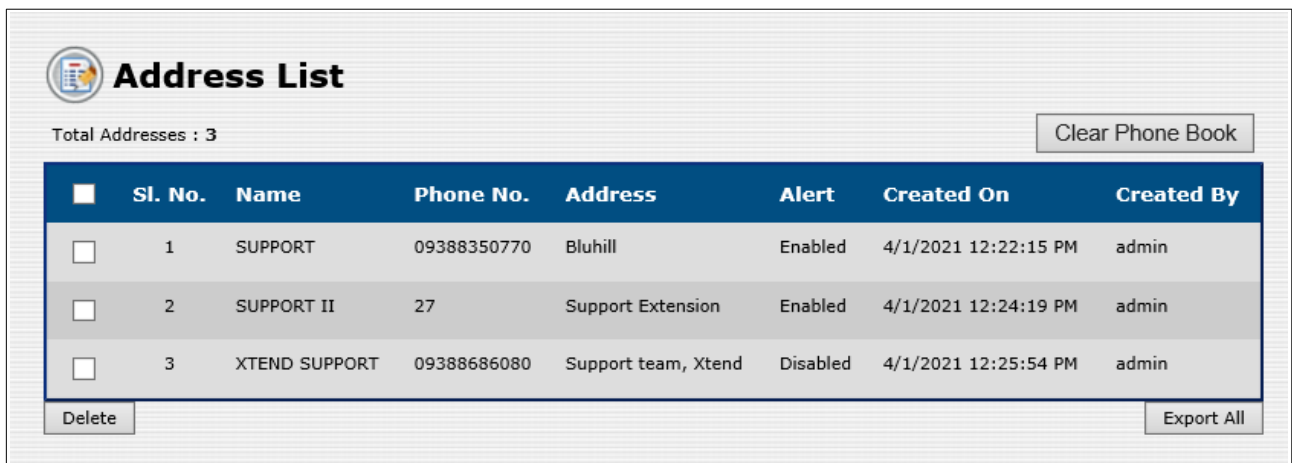 Address List
Total Addresses : 3
Clear Phone Book
Sl. No. Name Phone No. Address Alert Created On Created By
1 SUPPORT 09388350770 Bluhill Enabled 4/1/2021 12:22:15 PM admin
2 SUPPORT II 27 Support Extension Enabled 4/1/2021 12:24:19 PM admin
3 XTEND SUPPORT 09388686080 Support team, Xtend Disabled 4/1/2021 12:25:54 PM admin
Delete
Export All